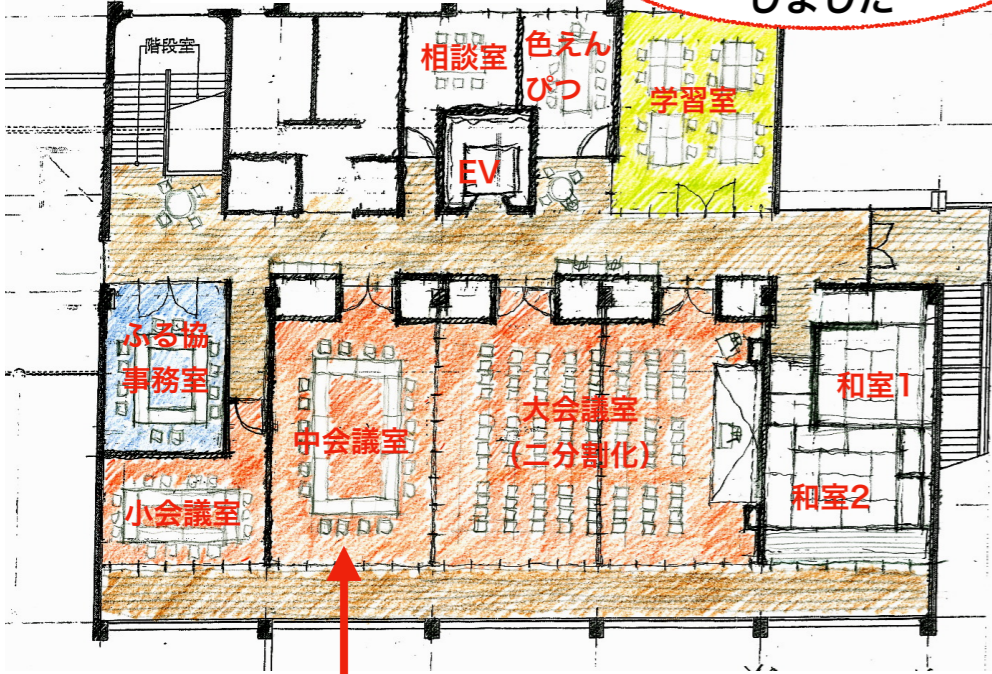 しました
階段室
相談室
色えん
ぴつ
学習室
EV
ふる協
事務室
中会議室
大会議室
(二分割化)
小会議室
和室1
和室2